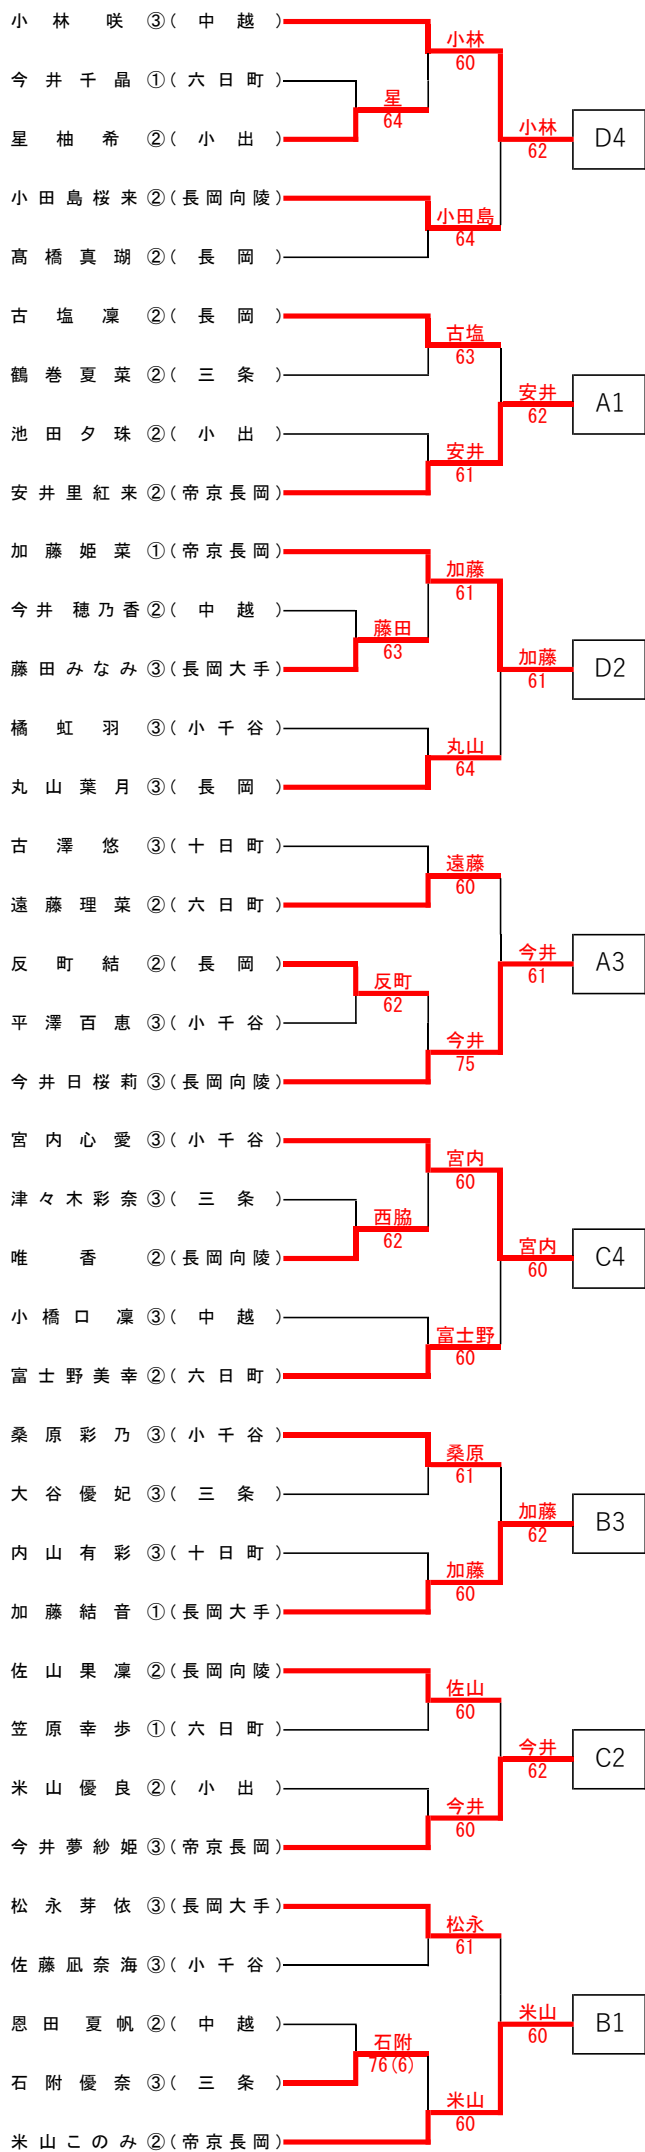 小林咲 ③(中越)
小林
60
今井千晶 ①(六日町)
星
64
星柚希 ②(小出)
小林
62
D4
小田島桜来 ②(長岡向陵)
小田島
64
髙橋真瑚 ②(長岡)
古塩凜 ②(長岡)
古塩
63
鶴巻夏菜 ②(三条)
安井
62
A1
池田夕珠 ②(小出)
安井
61
安井里紅来 ②(帝京長岡)
加藤姫菜 ①(帝京長岡)
加藤
61
今井穂乃香 ②(中越)
藤田
63
藤田みなみ ③(長岡大手)
加藤
61
D2
橘虹羽 ③(小千谷)
丸山
64
丸山葉月 ③(長岡)
古澤悠 ③(十日町)
遠藤
60
遠藤理菜 ②(六日町)
今井
61
A3
反町結 ②(長岡)
反町
62
平澤百恵 ③(小千谷)
今井
75
今井日桜莉 ③(長岡向陵)
宮内心愛 ③(小千谷)
宮内
60
津々木彩奈 ③(三条)
西脇
62
唯香 ②(長岡向陵)
宮内
60
C4
小橋口凜 ③(中越)
富士野
60
富士野美幸 ②(六日町)
桑原彩乃 ③(小千谷)
桑原
61
大谷優妃 ③(三条)
加藤
62
B3
内山有彩 ③(十日町)
加藤
60
加藤結音 ①(長岡大手)
佐山果凜 ②(長岡向陵)
佐山
60
笠原幸歩 ①(六日町)
今井
62
C2
米山優良 ②(小出)
今井
60
今井夢紗姫 ③(帝京長岡)
松永芽依 ③(長岡大手)
松永
61
佐藤凪奈海 ③(小千谷)
米山
60
B1
恩田夏帆 ②(中越)
石附
76(6)
石附優奈 ③(三条)
米山
60
米山このみ ②(帝京長岡)